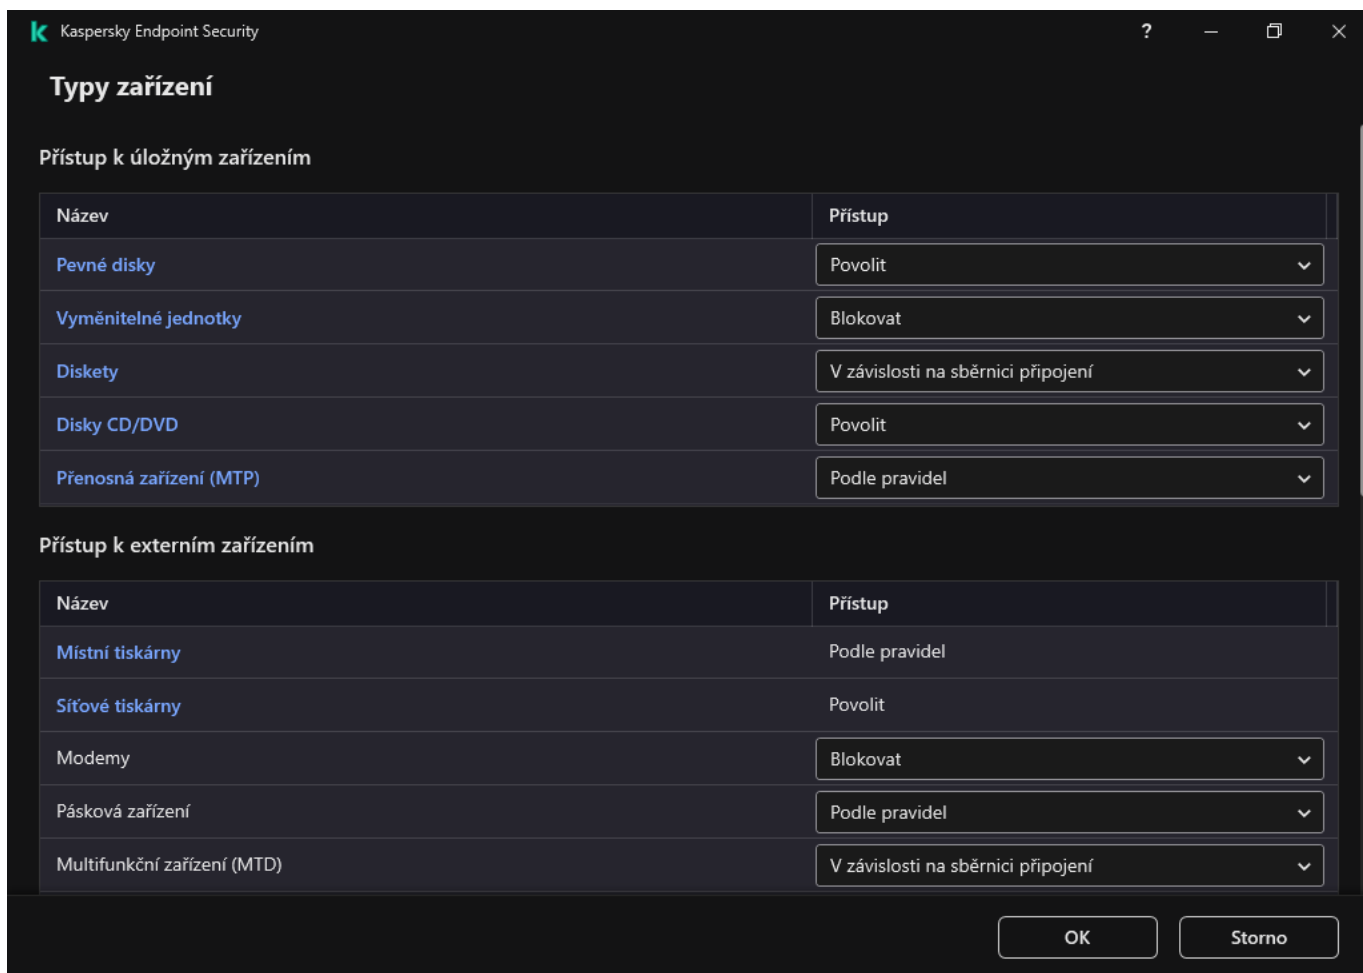 Kaspersky Endpoint Security ?
Typy zařízení
Přístup k úložným zařízením
Název Přístup
Pevné disky Povolit
Vyměnitelné jednotky Blokovat
Diskety V závislosti na sběrnici připojení
Disky CD/DVD Povolit
Přenosná zařízení (MTP) Podle pravidel
Přístup k externím zařízením
Název Přístup
Místní tiskárny Podle pravidel
Síťové tiskárny Povolit
Modemy Blokovat
Pásková zařízení Podle pravidel
Multifunkční zařízení (MTD) V závislosti na sběrnici připojení
OK Storno